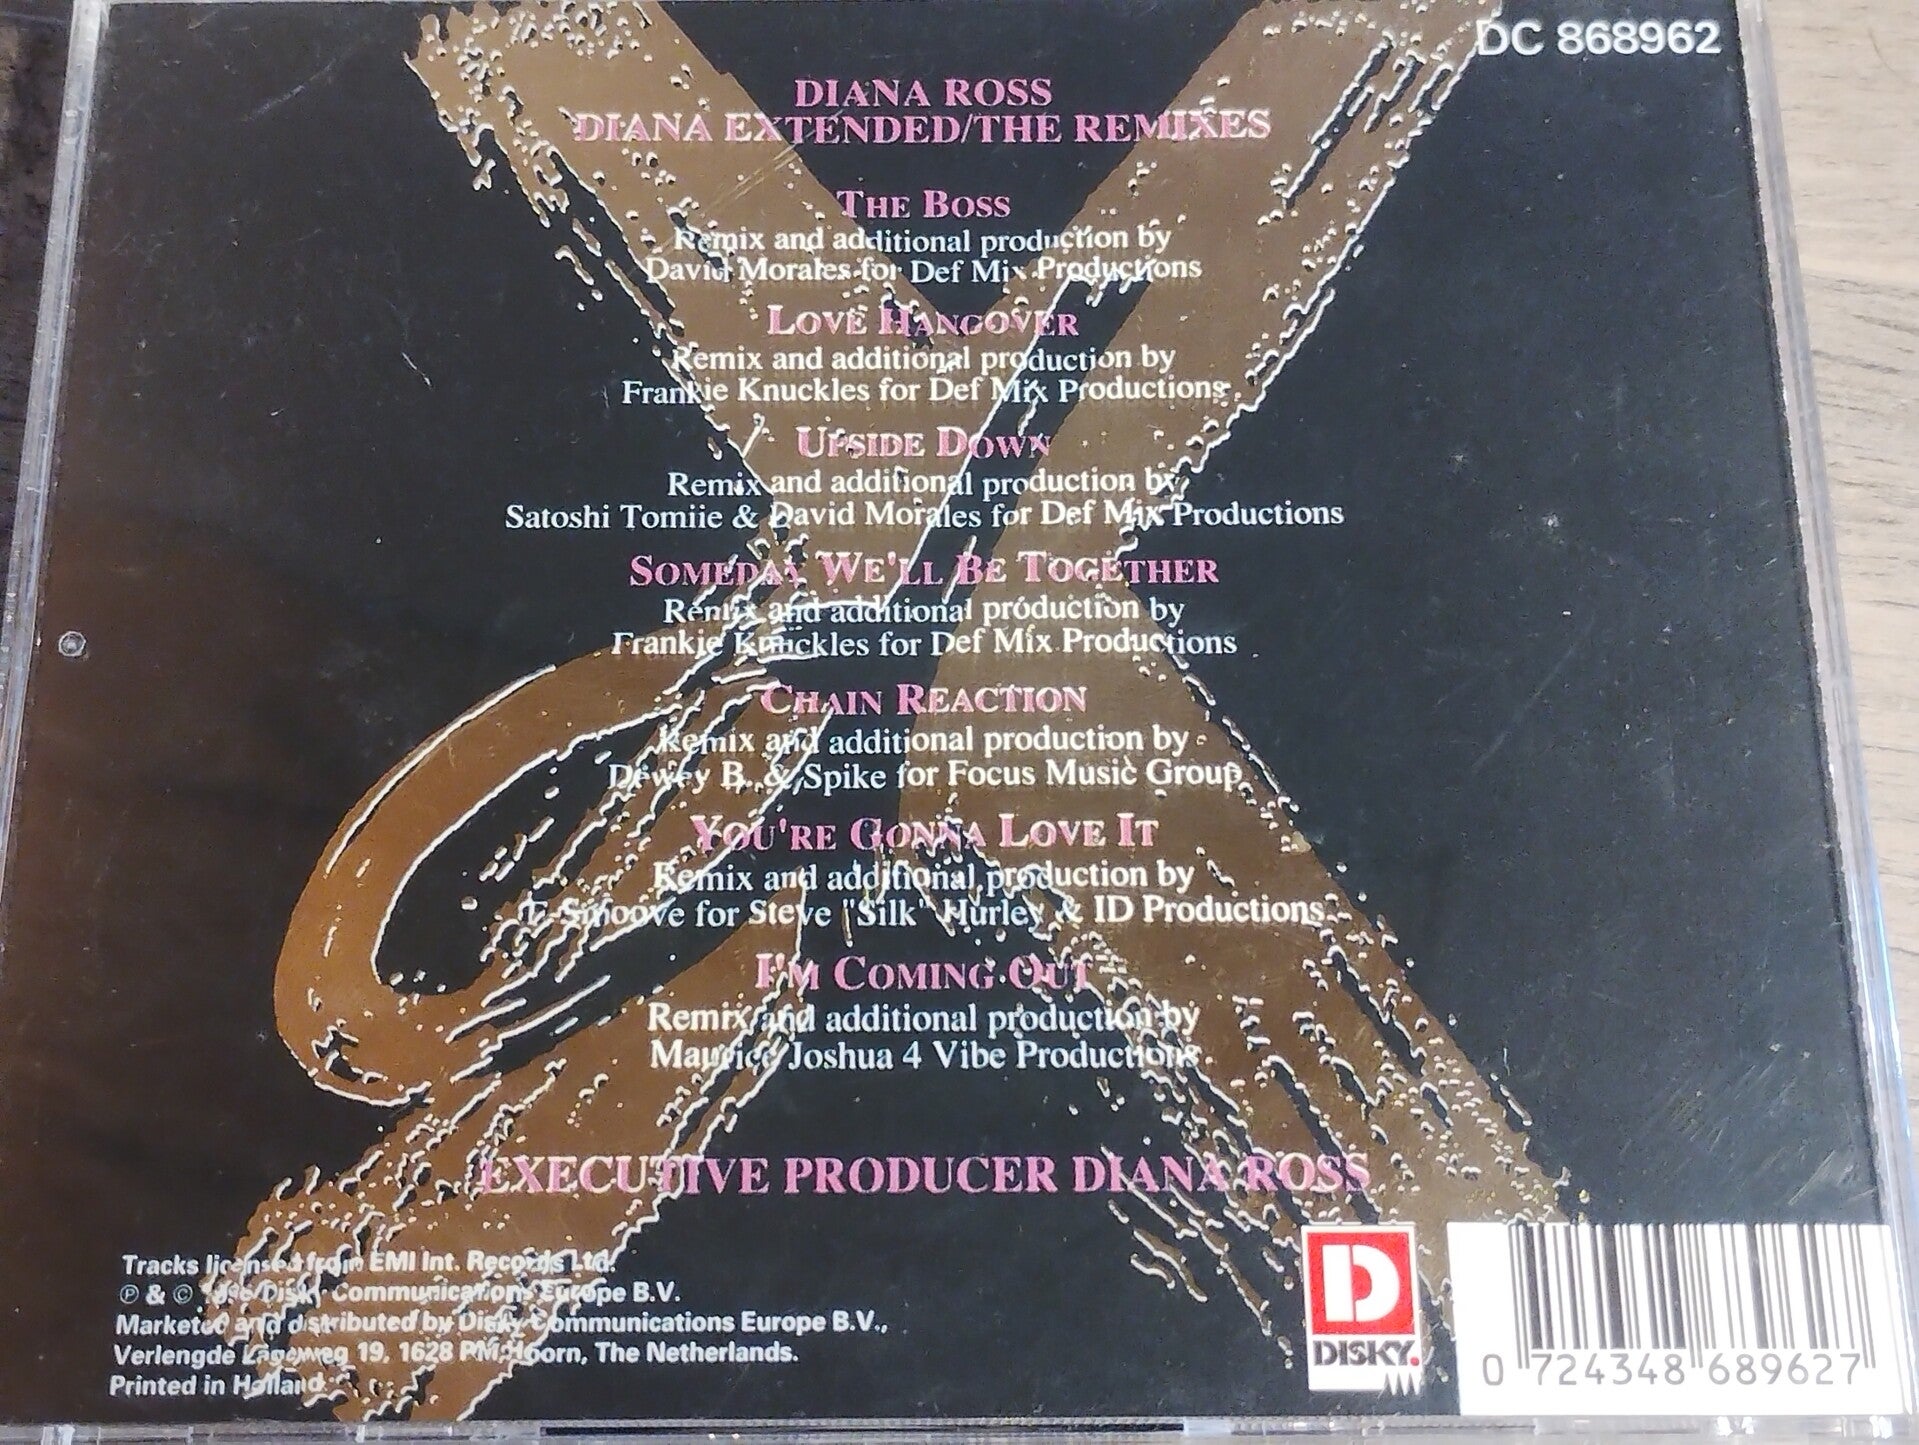 DC 868962
DIANA ROSS
DIANA EXTENDED/THE REMIXES
THE BOSS
Remix and additional production by
David Morales for Def Mix Productions
LOVE HANGOVER
Remix and additional production by
Frankie Knuckles for Def Mix Productions
UPSIDE DOWN
Remix and additional production by
Satoshi Tomiie & David Morales for Def Mix Productions
SOMEDAY WE'LL BE TOGETHER
Remix and additional production by
Frankie Knuckles for Def Mix Productions
CHAIN REACTION
Remix and additional production by
Dewey B. & Spike for Focus Music Group
YOU'RE GONNA LOVE IT
Remix and additional production by
E-Smoove for Steve "Silk" Hurley & ID Productions
I'M COMING OUT
Remix and additional production by
Maurice Joshua 4 Vibe Productions
EXECUTIVE PRODUCER DIANA ROSS
Tracks licensed from EMI Int. Records Ltd.
℗ & © Disky Communications Europe B.V.
Marketed and distributed by Disky Communications Europe B.V.,
Verlengde Lageweg 19, 1628 PM Hoorn, The Netherlands.
Printed in Holland
D
DISKY.
0 724348 689627